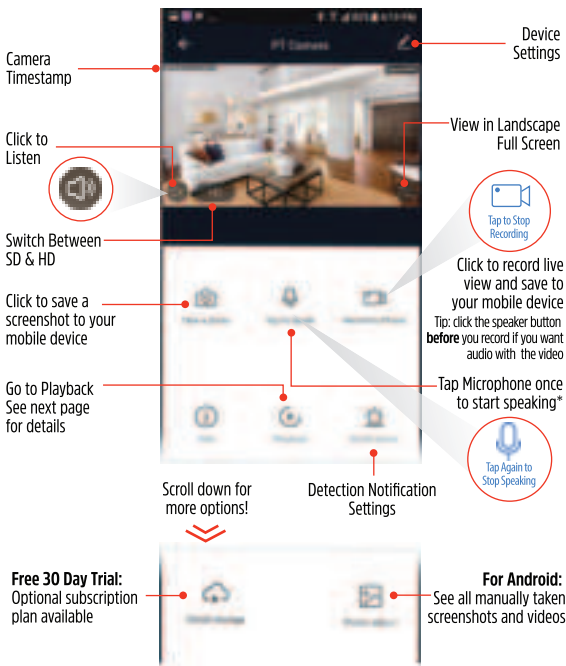 PT Camera
Camera
Timestamp
Device
Settings
Click to
Listen
View in Landscape
Full Screen
Tap to Stop
Recording
Switch Between
SD & HD
Click to record live
view and save to
your mobile device
Tip: click the speaker button
before you record if you want
audio with the video
Click to save a
screenshot to your
mobile device
Tap Microphone once
to start speaking*
Go to Playback
See next page
for details
Playback
Tap Again to
Stop Speaking
Scroll down for
more options!
Detection Notification
Settings
Free 30 Day Trial:
Optional subscription
plan available
For Android:
See all manually taken
screenshots and videos